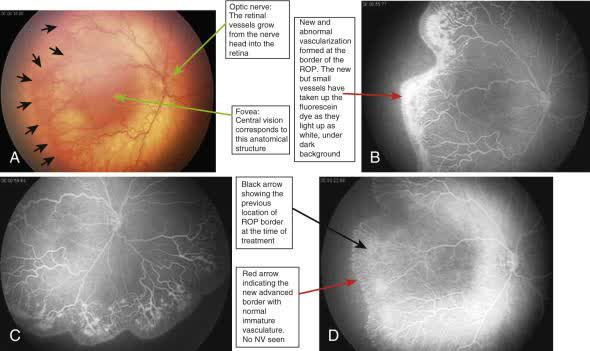 Optic nerve:
The retinal
vessels grow
from the nerve
head into the
retina
Fovea:
Central vision
corresponds to
this anatomical
structure
A
New and
abnormal
vascularization
formed at the
border of the
ROP. The new
but small
vessels have
taken up the
fluorescein
dye as they
light up as
white, under
dark
background
B
C
Black arrow
showing the
previous
location of
ROP border
at the time of
treatment
Red arrow
indicating the
new advanced
border with
normal
immature
vasculature.
No NV seen
D